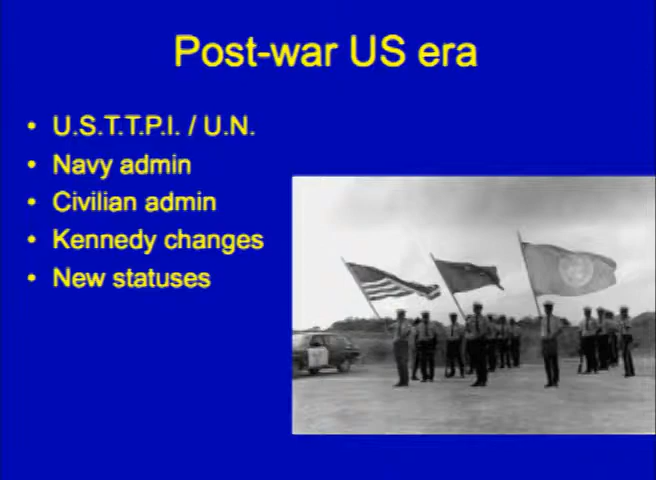 Post-war US era
• U.S.T.T.P.I. / U.N.
• Navy admin
• Civilian admin
• Kennedy changes
• New statuses